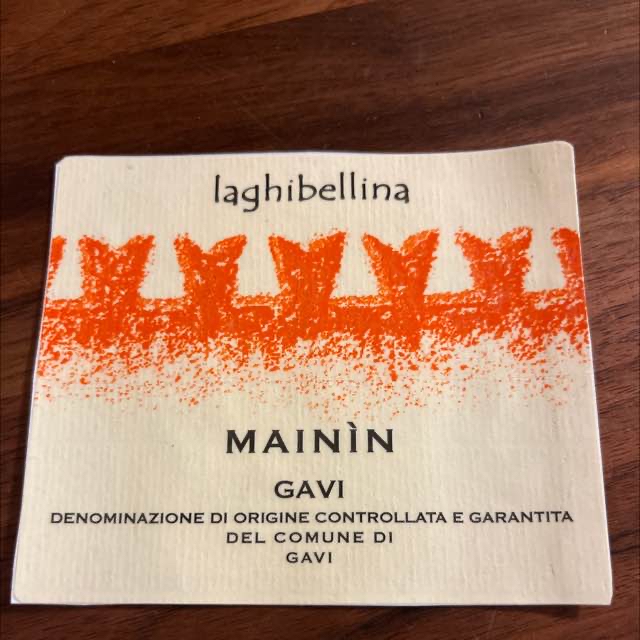 laghibellina
MAINÌN
GAVI
DENOMINAZIONE DI ORIGINE CONTROLLATA E GARANTITA
DEL COMUNE DI
GAVI